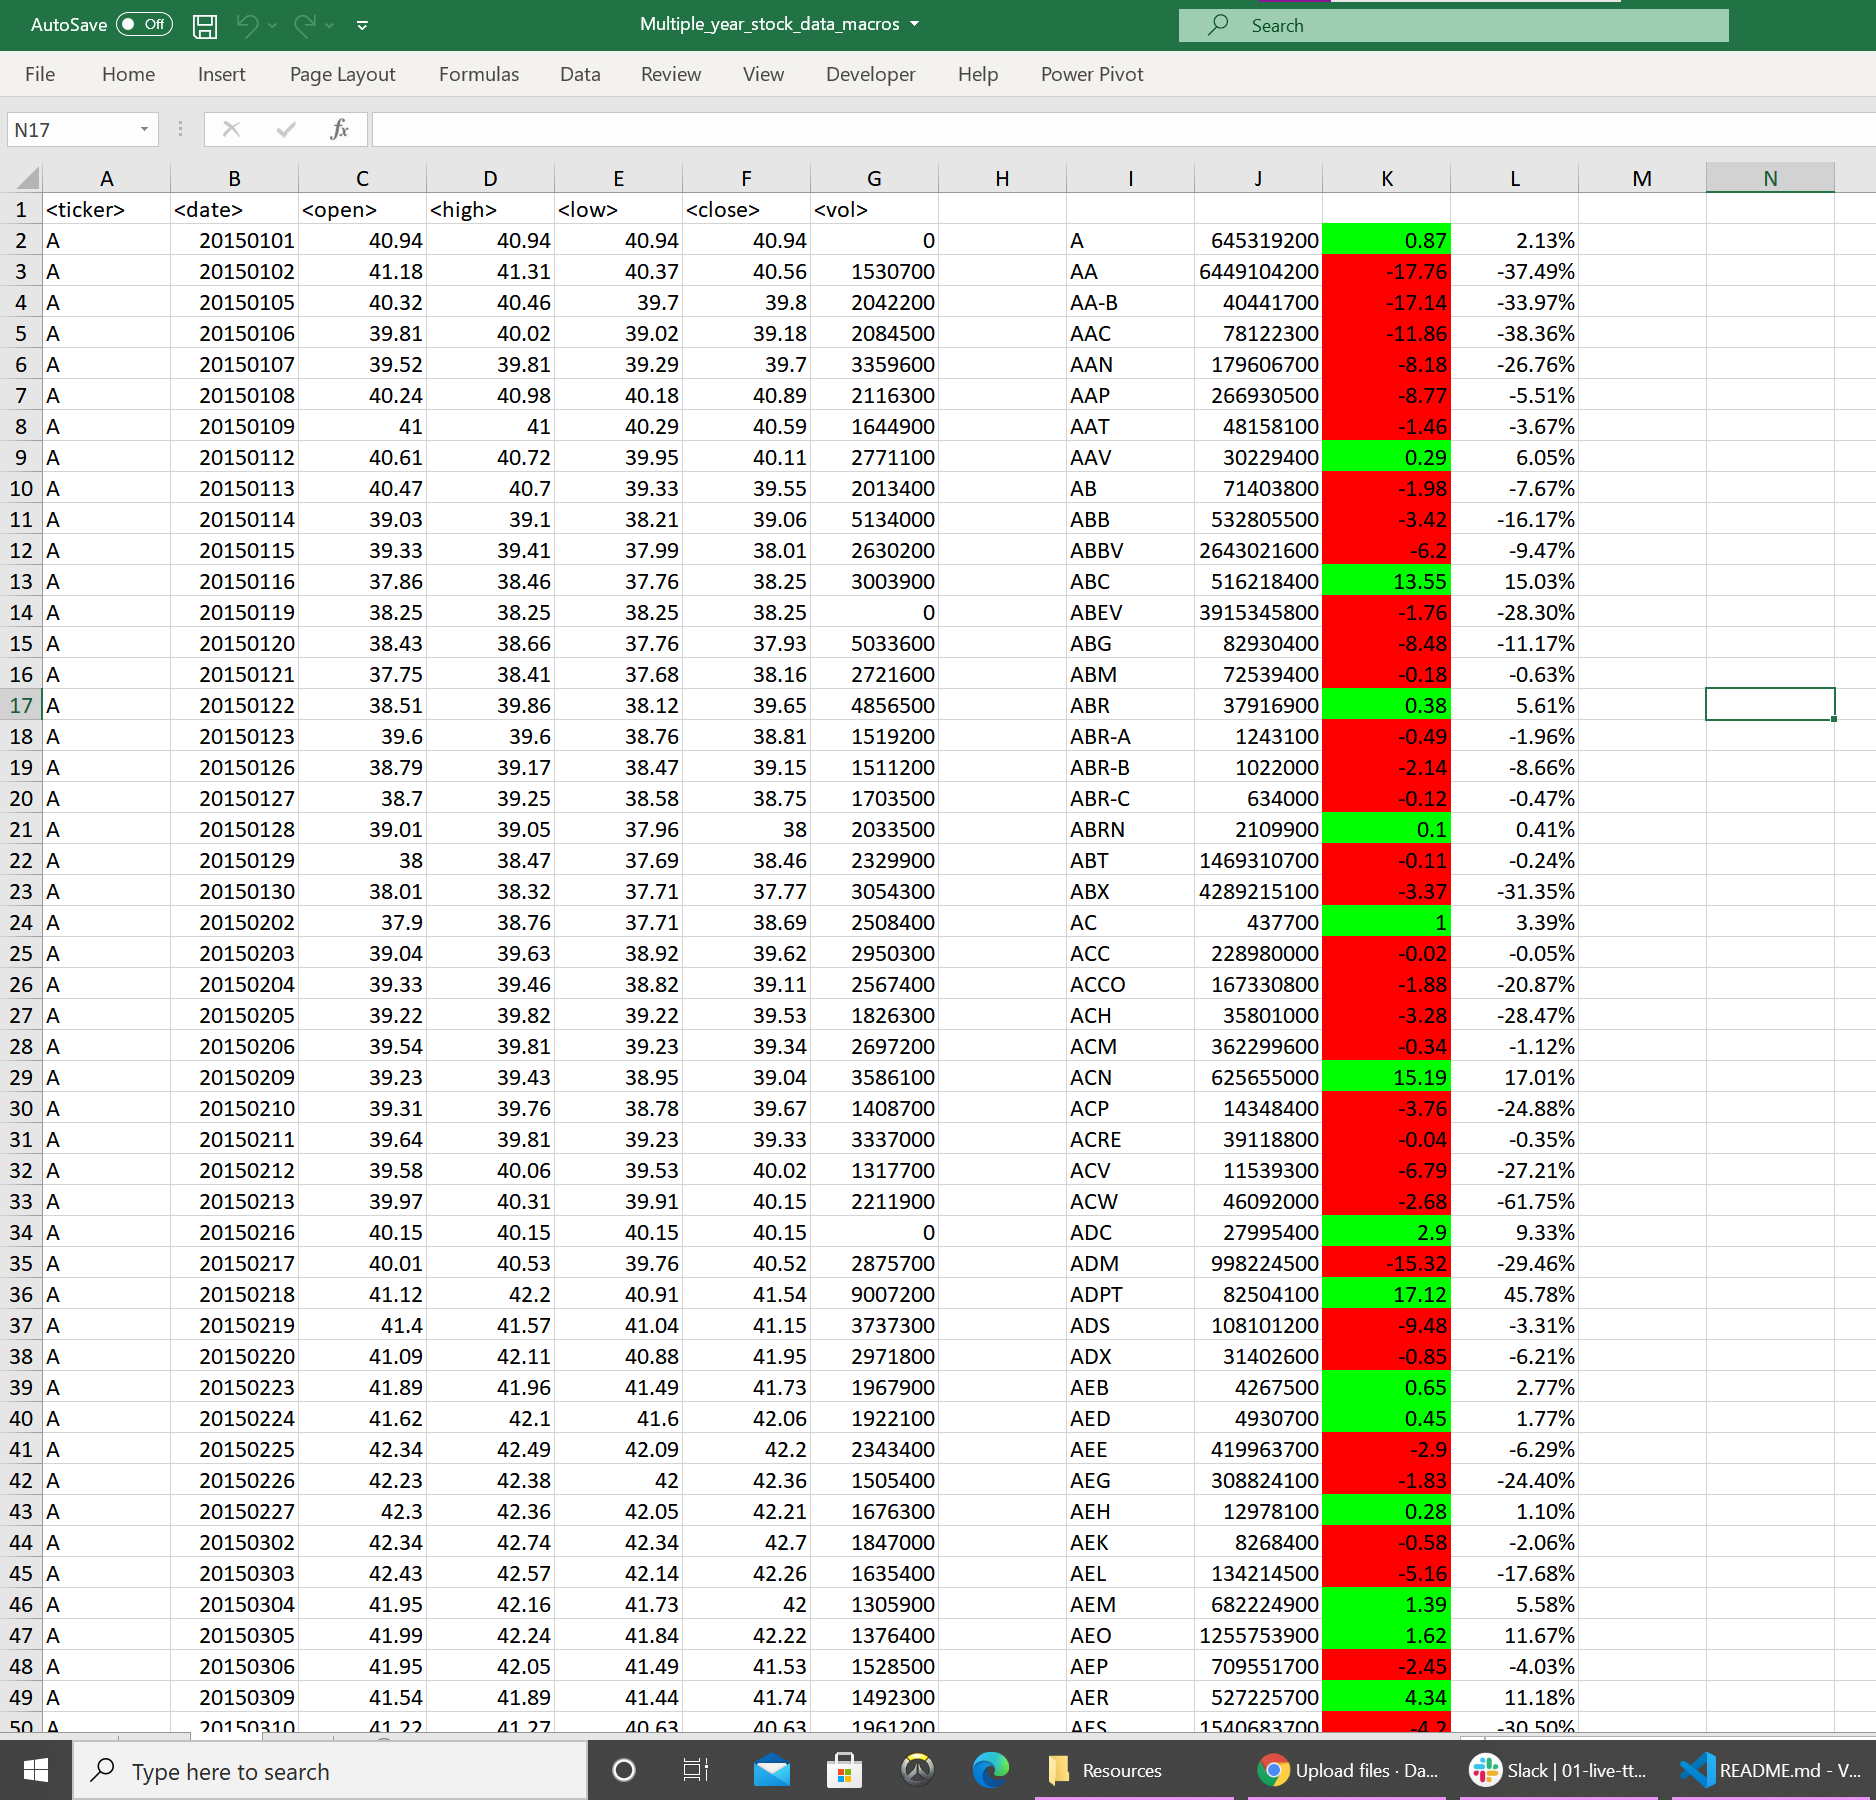 AutoSave Off Multiple_year_stock_data_macros Search
File Home Insert Page Layout Formulas Data Review View Developer Help Power Pivot
N17 fx
A B C D E F G H I J K L M N
1 <ticker> <date> <open> <high> <low> <close> <vol>
2 A 20150101 40.94 40.94 40.94 40.94 0 A 645319200 0.87 2.13%
3 A 20150102 41.18 41.31 40.37 40.56 1530700 AA 6449104200 -17.76 -37.49%
4 A 20150105 40.32 40.46 39.7 39.8 2042200 AA-B 40441700 -17.14 -33.97%
5 A 20150106 39.81 40.02 39.02 39.18 2084500 AAC 78122300 -11.86 -38.36%
6 A 20150107 39.52 39.81 39.29 39.7 3359600 AAN 179606700 -8.18 -26.76%
7 A 20150108 40.24 40.98 40.18 40.89 2116300 AAP 266930500 -8.77 -5.51%
8 A 20150109 41 41 40.29 40.59 1644900 AAT 48158100 -1.46 -3.67%
9 A 20150112 40.61 40.72 39.95 40.11 2771100 AAV 30229400 0.29 6.05%
10 A 20150113 40.47 40.7 39.33 39.55 2013400 AB 71403800 -1.98 -7.67%
11 A 20150114 39.03 39.1 38.21 39.06 5134000 ABB 532805500 -3.42 -16.17%
12 A 20150115 39.33 39.41 37.99 38.01 2630200 ABBV 2643021600 -6.2 -9.47%
13 A 20150116 37.86 38.46 37.76 38.25 3003900 ABC 516218400 13.55 15.03%
14 A 20150119 38.25 38.25 38.25 38.25 0 ABEV 3915345800 -1.76 -28.30%
15 A 20150120 38.43 38.66 37.76 37.93 5033600 ABG 82930400 -8.48 -11.17%
16 A 20150121 37.75 38.41 37.68 38.16 2721600 ABM 72539400 -0.18 -0.63%
17 A 20150122 38.51 39.86 38.12 39.65 4856500 ABR 37916900 0.38 5.61%
18 A 20150123 39.6 39.6 38.76 38.81 1519200 ABR-A 1243100 -0.49 -1.96%
19 A 20150126 38.79 39.17 38.47 39.15 1511200 ABR-B 1022000 -2.14 -8.66%
20 A 20150127 38.7 39.25 38.58 38.75 1703500 ABR-C 634000 -0.12 -0.47%
21 A 20150128 39.01 39.05 37.96 38 2033500 ABRN 2109900 0.1 0.41%
22 A 20150129 38 38.47 37.69 38.46 2329900 ABT 1469310700 -0.11 -0.24%
23 A 20150130 38.01 38.32 37.71 37.77 3054300 ABX 4289215100 -3.37 -31.35%
24 A 20150202 37.9 38.76 37.71 38.69 2508400 AC 437700 1 3.39%
25 A 20150203 39.04 39.63 38.92 39.62 2950300 ACC 228980000 -0.02 -0.05%
26 A 20150204 39.33 39.46 38.82 39.11 2567400 ACCO 167330800 -1.88 -20.87%
27 A 20150205 39.22 39.82 39.22 39.53 1826300 ACH 35801000 -3.28 -28.47%
28 A 20150206 39.54 39.81 39.23 39.34 2697200 ACM 362299600 -0.34 -1.12%
29 A 20150209 39.23 39.43 38.95 39.04 3586100 ACN 625655000 15.19 17.01%
30 A 20150210 39.31 39.76 38.78 39.67 1408700 ACP 14348400 -3.76 -24.88%
31 A 20150211 39.64 39.81 39.23 39.33 3337000 ACRE 39118800 -0.04 -0.35%
32 A 20150212 39.58 40.06 39.53 40.02 1317700 ACV 11539300 -6.79 -27.21%
33 A 20150213 39.97 40.31 39.91 40.15 2211900 ACW 46092000 -2.68 -61.75%
34 A 20150216 40.15 40.15 40.15 40.15 0 ADC 27995400 2.9 9.33%
35 A 20150217 40.01 40.53 39.76 40.52 2875700 ADM 998224500 -15.32 -29.46%
36 A 20150218 41.12 42.2 40.91 41.54 9007200 ADPT 82504100 17.12 45.78%
37 A 20150219 41.4 41.57 41.04 41.15 3737300 ADS 108101200 -9.48 -3.31%
38 A 20150220 41.09 42.11 40.88 41.95 2971800 ADX 31402600 -0.85 -6.21%
39 A 20150223 41.89 41.96 41.49 41.73 1967900 AEB 4267500 0.65 2.77%
40 A 20150224 41.62 42.1 41.6 42.06 1922100 AED 4930700 0.45 1.77%
41 A 20150225 42.34 42.49 42.09 42.2 2343400 AEE 419963700 -2.9 -6.29%
42 A 20150226 42.23 42.38 42 42.36 1505400 AEG 308824100 -1.83 -24.40%
43 A 20150227 42.3 42.36 42.05 42.21 1676300 AEH 12978100 0.28 1.10%
44 A 20150302 42.34 42.74 42.34 42.7 1847000 AEK 8268400 -0.58 -2.06%
45 A 20150303 42.43 42.57 42.14 42.26 1635400 AEL 134214500 -5.16 -17.68%
46 A 20150304 41.95 42.16 41.73 42 1305900 AEM 682224900 1.39 5.58%
47 A 20150305 41.99 42.24 41.84 42.22 1376400 AEO 1255753900 1.62 11.67%
48 A 20150306 41.95 42.05 41.49 41.53 1528500 AEP 709551700 -2.45 -4.03%
49 A 20150309 41.54 41.89 41.44 41.74 1492300 AER 527225700 4.34 11.18%
50 A 20150310 41.22 41.27 40.63 40.63 1961200 AES 1540683700 -4.2 -30.50%
Type here to search Resources Upload files · Da... Slack | 01-live-tt... README.md - V...